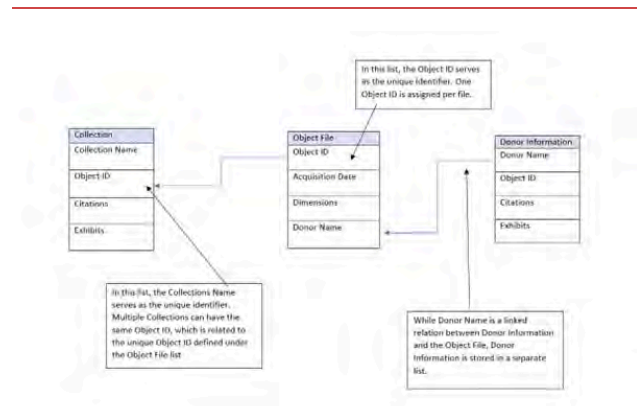 In this list, the Object ID serves
as the unique identifier. One
Object ID is assigned per file.
Collection
Collection Name
Object ID
Citations
Exhibits
Object File
Object ID
Acquisition Date
Dimensions
Donor Name
Donor Information
Donor Name
Object ID
Citations
Exhibits
In this list, the Collections Name
serves as the unique identifier.
Multiple Collections can have the
same Object ID, which is related to
the unique Object ID defined under
the Object File list
While Donor Name is a linked
relation between Donor Information
and the Object File, Donor
Information is stored in a separate
list.